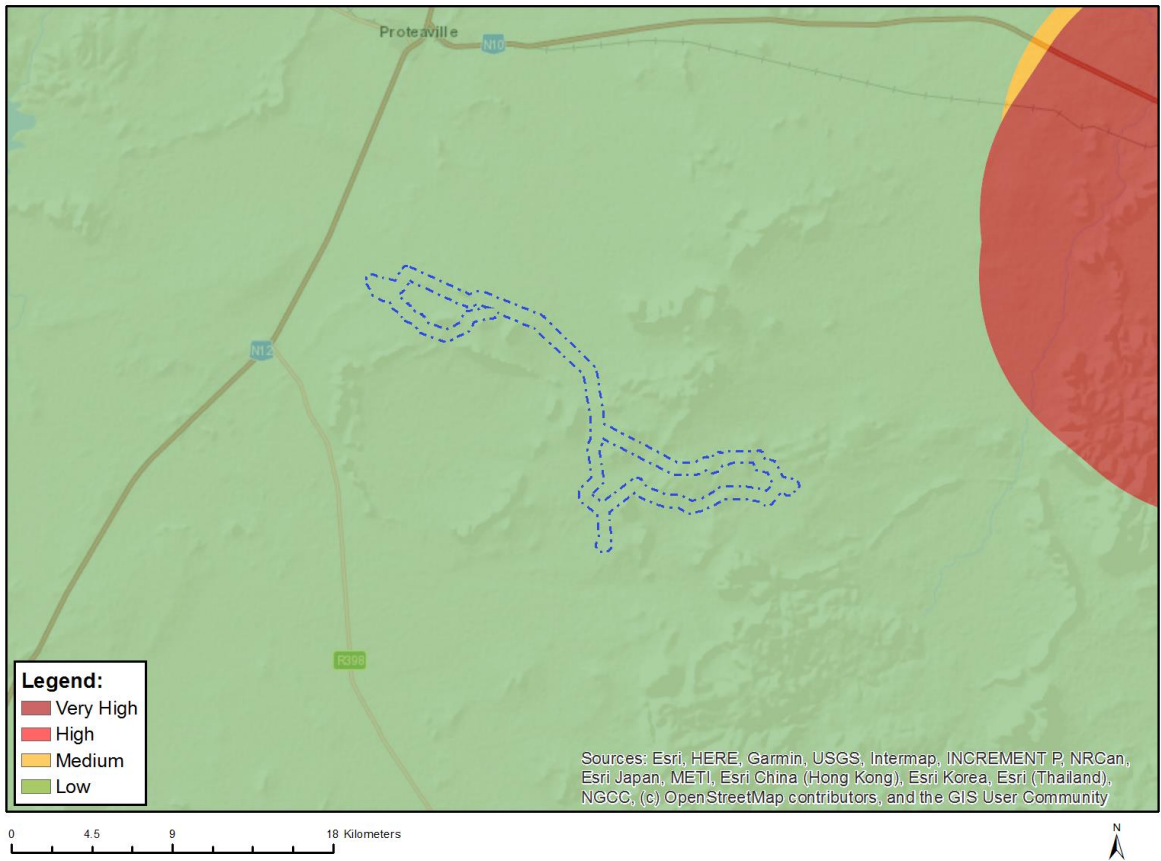 Proteaville
N10
N12
R398
Legend:
Very High
High
Medium
Low
Sources: Esri, HERE, Garmin, USGS, Intermap, INCREMENT P, NRCan,
Esri Japan, METI, Esri China (Hong Kong), Esri Korea, Esri (Thailand),
NGCC, (c) OpenStreetMap contributors, and the GIS User Community
0 4.5 9 18 Kilometers
N